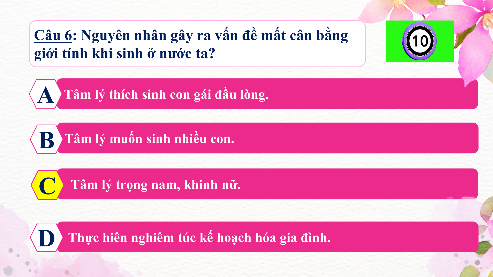 Câu 6: Nguyên nhân gây ra vấn đề mất cân bằng
giới tính khi sinh ở nước ta?
10
A Tâm lý thích sinh con gái đầu lòng.
B Tâm lý muốn sinh nhiều con.
C Tâm lý trọng nam, khinh nữ.
D Thực hiên nghiêm túc kế hoạch hóa gia đình.